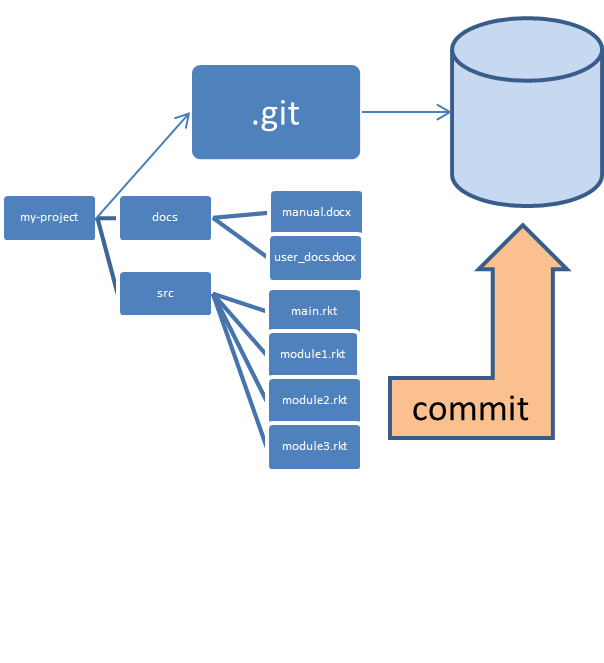 .git
my-project
docs
manual.docx
user_docs.docx
src
main.rkt
module1.rkt
module2.rkt
module3.rkt
commit